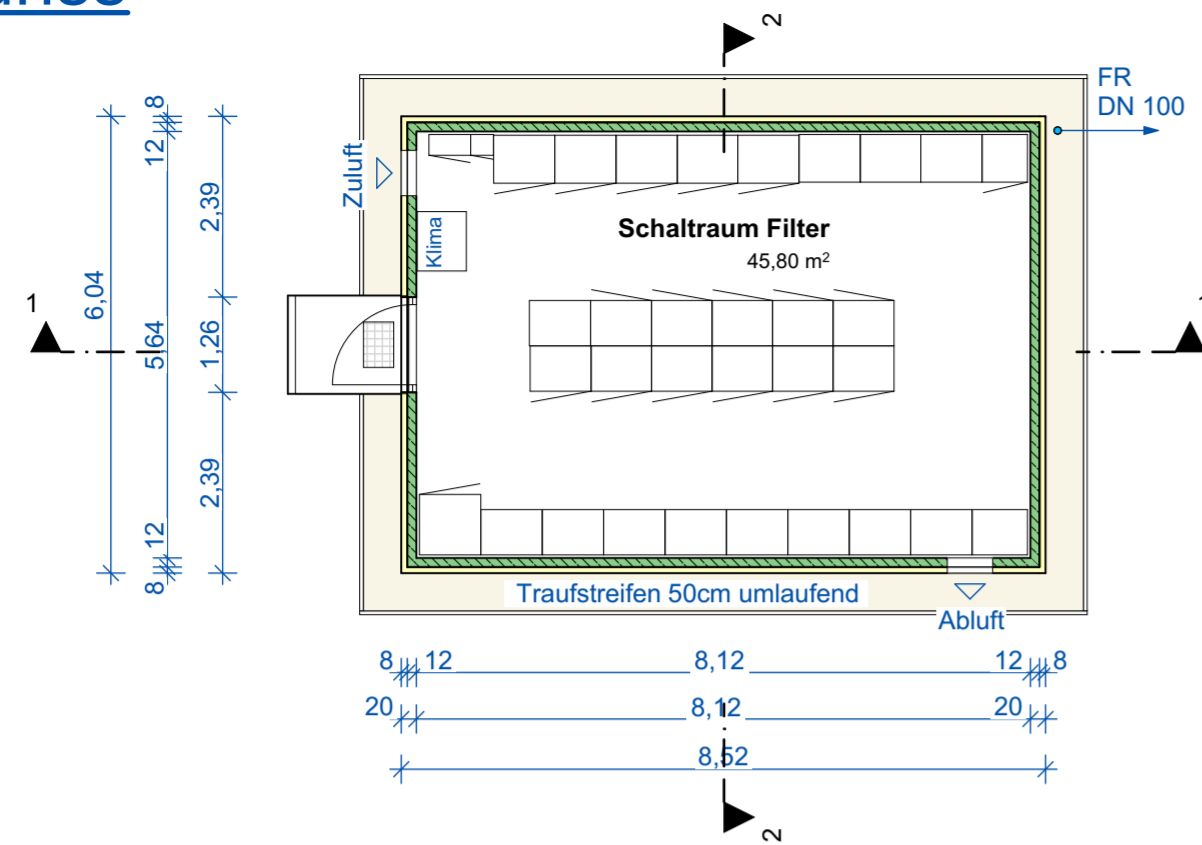 2
FR
DN 100
Zuluft
Klima
Schaltraum Filter
45,80 m²
8
12
2,39
6,04
5,64
1,26
2,39
12
8
1
1
Traufstreifen 50cm umlaufend
Abluft
8 12 8,12 12 8
20 8,12 20
8,52
2